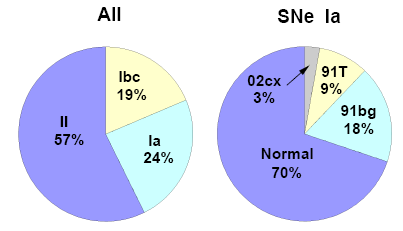 All
Ibc
19%
II
57%
Ia
24%
SNe Ia
02cx
3%
91T
9%
91bg
18%
Normal
70%